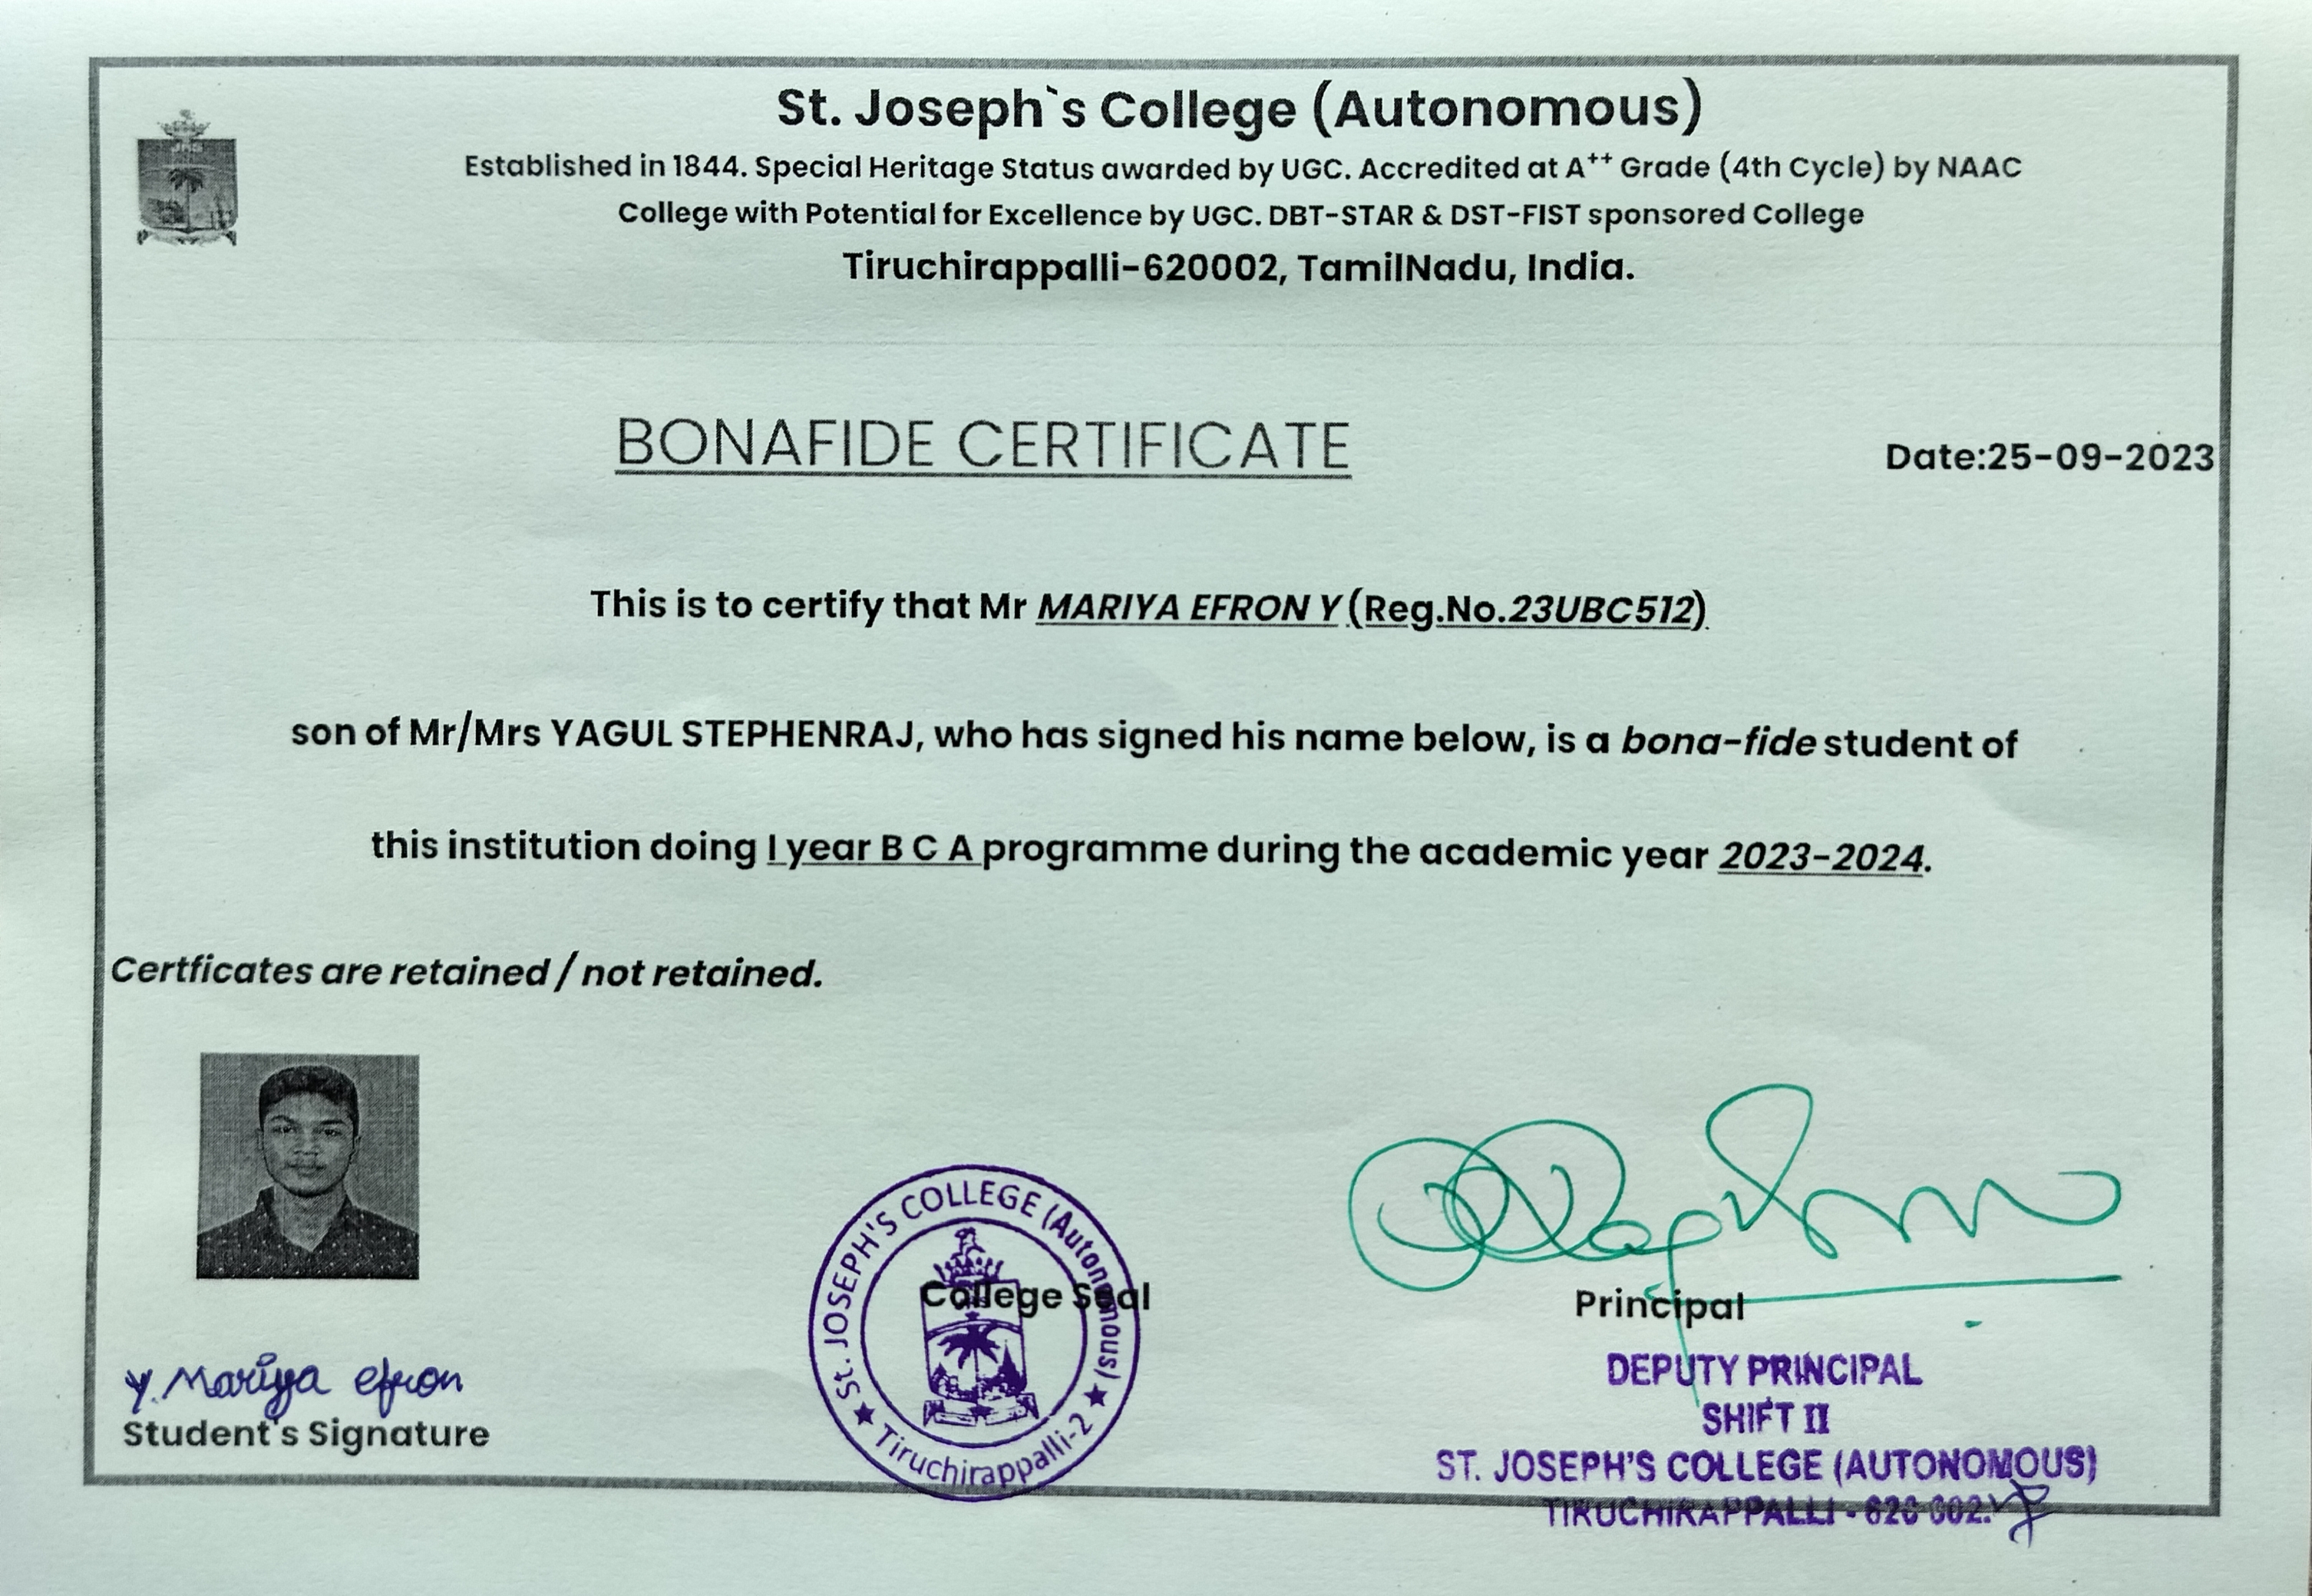 St. Joseph`s College (Autonomous)
Established in 1844. Special Heritage Status awarded by UGC. Accredited at A++ Grade (4th Cycle) by NAAC
College with Potential for Excellence by UGC. DBT-STAR & DST-FIST sponsored College
Tiruchirappalli-620002, TamilNadu, India.
BONAFIDE CERTIFICATE
Date:25-09-2023
This is to certify that Mr MARIYA EFRON Y (Reg.No.23UBC512)
son of Mr/Mrs YAGUL STEPHENRAJ, who has signed his name below, is a bona-fide student of
this institution doing I year B C A programme during the academic year 2023-2024.
Certficates are retained / not retained.
Y. Mariya efron
Student's Signature
St. JOSEPH'S COLLEGE (Autonomous)
Tiruchirappalli-2
College Seal
Principal
DEPUTY PRINCIPAL
SHIFT II
ST. JOSEPH'S COLLEGE (AUTONOMOUS)
TIRUCHIRAPPALLI - 620 002.